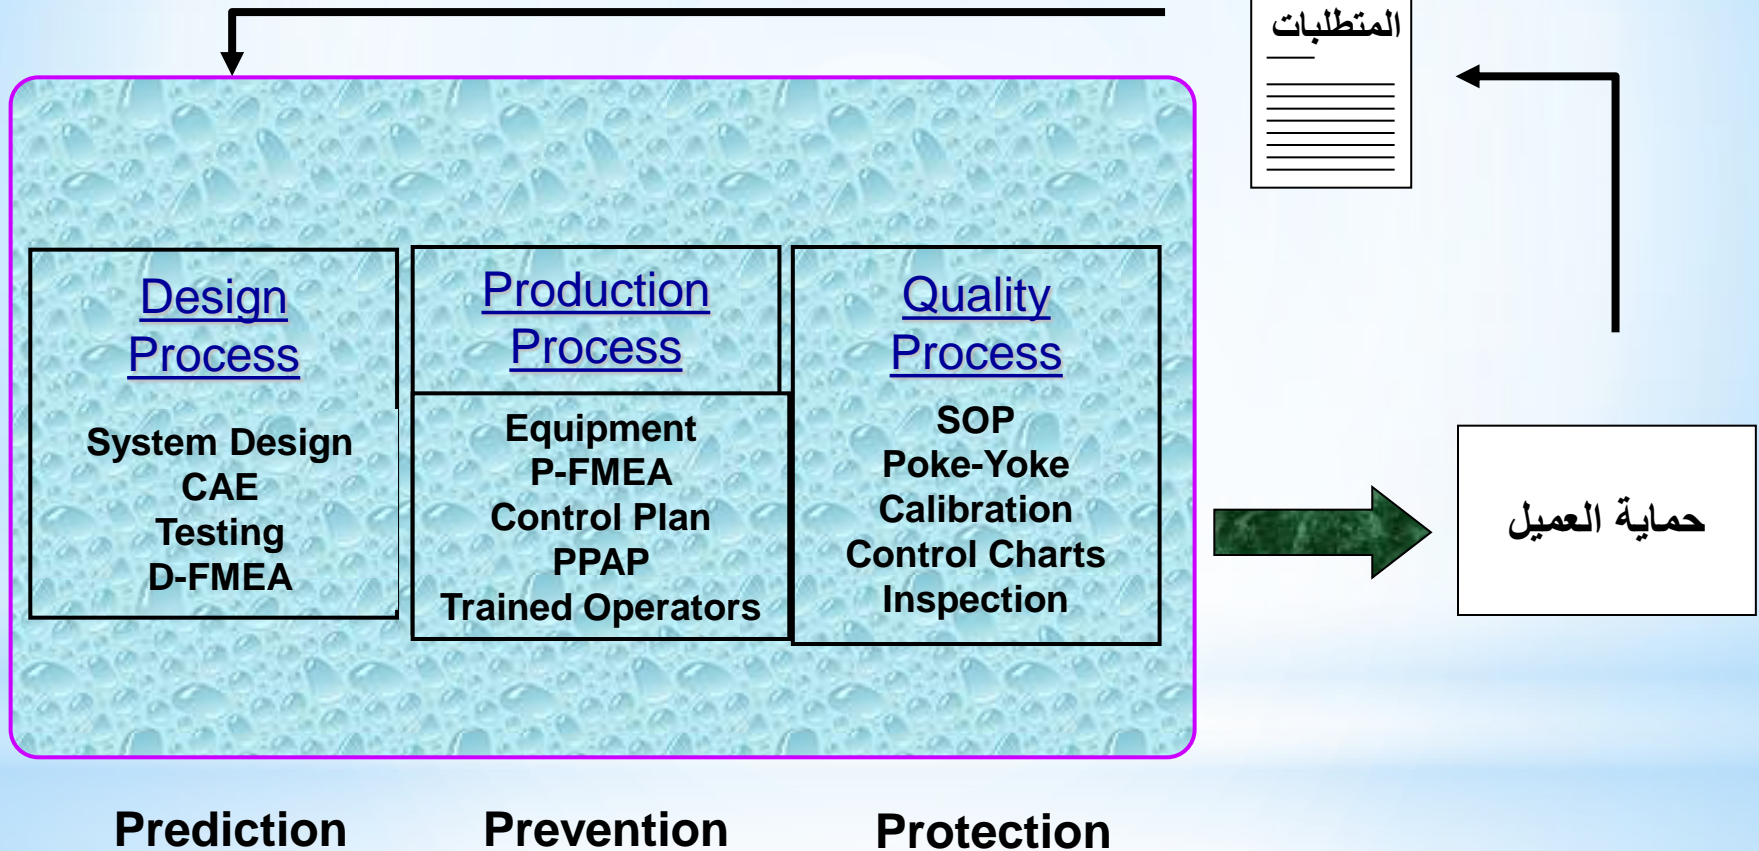 المتطلبات
Design
Process
System Design
CAE
Testing
D-FMEA
Production
Process
Equipment
P-FMEA
Control Plan
PPAP
Trained Operators
Quality
Process
SOP
Poke-Yoke
Calibration
Control Charts
Inspection
حماية العميل
Prediction
Prevention
Protection